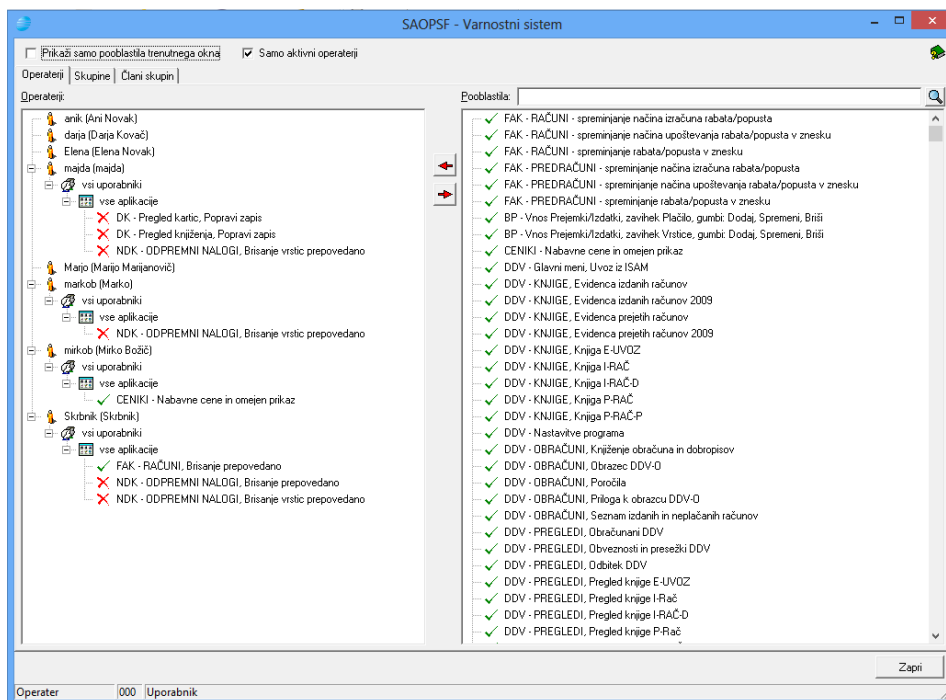 SAOPSF - Varnostni sistem
Prikaži samo pooblastila trenutnega okna
Samo aktivni operaterji
Operaterji
Skupine
Člani skupin
Operaterji:
anik (Ani Novak)
darja (Darja Kovač)
Elena (Elena Novak)
majda (majda)
vsi uporabniki
vse aplikacije
DK - Pregled kartic, Popravi zapis
DK - Pregled knjiženja, Popravi zapis
NDK - ODPREMNI NALOGI, Brisanje vrstic prepovedano
Marjo (Marijo Marijanovič)
markob (Marko)
vsi uporabniki
vse aplikacije
NDK - ODPREMNI NALOGI, Brisanje vrstic prepovedano
mirkob (Mirko Božič)
vsi uporabniki
vse aplikacije
CENIKI - Nabavne cene in omejen prikaz
Skrbnik (Skrbnik)
vsi uporabniki
vse aplikacije
FAK - RAČUNI, Brisanje prepovedano
NDK - ODPREMNI NALOGI, Brisanje prepovedano
NDK - ODPREMNI NALOGI, Brisanje vrstic prepovedano
Pooblastila:
FAK - RAČUNI - spreminjanje načina izračuna rabata/popusta
FAK - RAČUNI - spreminjanje načina upoštevanja rabata/popusta v znesku
FAK - RAČUNI - spreminjanje rabata/popusta v znesku
FAK - PREDRAČUNI - spreminjanje načina izračuna rabata/popusta
FAK - PREDRAČUNI - spreminjanje načina upoštevanja rabata/popusta v znesku
FAK - PREDRAČUNI - spreminjanje rabata/popusta v znesku
BP - Vnos Prejemki/Izdatki, zavihek Plačilo, gumbi: Dodaj, Spremeni, Briši
BP - Vnos Prejemki/Izdatki, zavihek Vrstice, gumbi: Dodaj, Spremeni, Briši
CENIKI - Nabavne cene in omejen prikaz
DDV - Glavni meni, Uvoz iz ISAM
DDV - KNJIGE, Evidenca izdanih računov
DDV - KNJIGE, Evidenca izdanih računov 2009
DDV - KNJIGE, Evidenca prejetih računov
DDV - KNJIGE, Evidenca prejetih računov 2009
DDV - KNJIGE, Knjiga E-UVOZ
DDV - KNJIGE, Knjiga I-RAČ
DDV - KNJIGE, Knjiga I-RAČ-D
DDV - KNJIGE, Knjiga P-RAČ
DDV - KNJIGE, Knjiga P-RAČ-P
DDV - Nastavitve programa
DDV - OBRAČUNI, Knjiženje obračuna in dobropisov
DDV - OBRAČUNI, Obrazec DDV-O
DDV - OBRAČUNI, Poročila
DDV - OBRAČUNI, Priloga k obrazcu DDV-O
DDV - OBRAČUNI, Seznam izdanih in neplačanih računov
DDV - PREGLEDI, Obračunani DDV
DDV - PREGLEDI, Obveznosti in presežki DDV
DDV - PREGLEDI, Odbitek DDV
DDV - PREGLEDI, Pregled knjige E-UVOZ
DDV - PREGLEDI, Pregled knjige I-Rač
DDV - PREGLEDI, Pregled knjige I-RAČ-D
DDV - PREGLEDI, Pregled knjige P-Rač
Zapri
Operater
000
Uporabnik